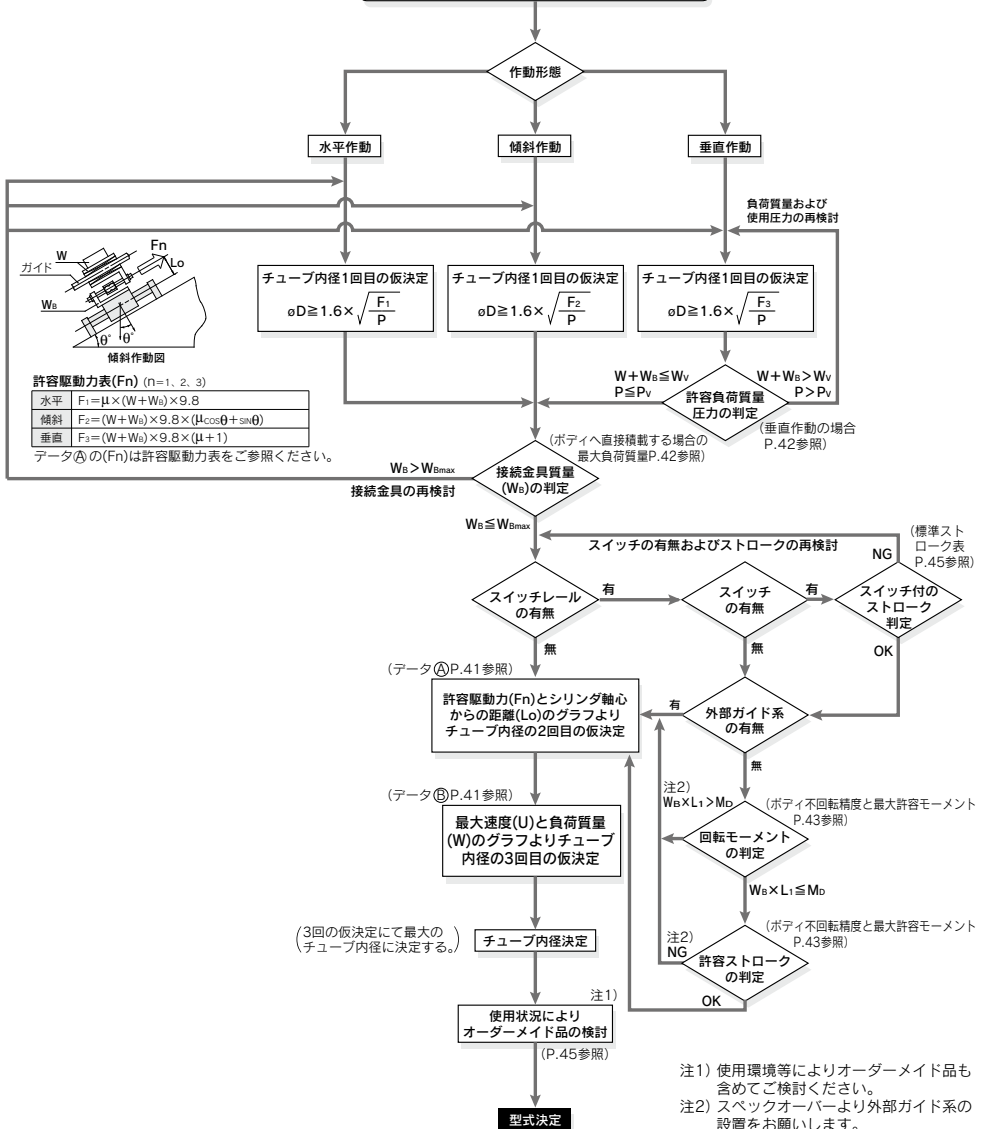 作動形態
水平作動
傾斜作動
垂直作動
負荷質量および
使用圧力の再検討
W
ガイド
Fn
Lo
WB
θ°
θ°
傾斜作動図
チューブ内径1回目の仮決定
øD≧1.6×√F1/P
チューブ内径1回目の仮決定
øD≧1.6×√F2/P
チューブ内径1回目の仮決定
øD≧1.6×√F3/P
許容駆動力表(Fn) (n=1、2、3)
水平 F1=μ×(W+WB)×9.8
傾斜 F2=(W+WB)×9.8×(μcosθ+sinθ)
垂直 F3=(W+WB)×9.8×(μ+1)
データⒶの(Fn)は許容駆動力表をご参照ください。
W+WB≦WV
P≦PV
W+WB>WV
P>PV
許容負荷質量
圧力の判定
(垂直作動の場合
P.42参照)
(ボディへ直接積載する場合の
最大負荷質量P.42参照)
WB>WBmax
接続金具の再検討
接続金具質量
(WB)の判定
WB≦WBmax
スイッチの有無およびストロークの再検討
NG
(標準スト
ローク表
P.45参照)
スイッチレール
の有無
有
スイッチ
の有無
有
スイッチ付の
ストローク
判定
無
無
OK
(データⒶP.41参照)
許容駆動力(Fn)とシリンダ軸心
からの距離(Lo)のグラフより
チューブ内径の2回目の仮決定
有
外部ガイド系
の有無
無
注2)
WB×L1>MD
(ボディ不回転精度と最大許容モーメント
P.43参照)
回転モーメント
の判定
(データⒷP.41参照)
最大速度(U)と負荷質量
(W)のグラフよりチューブ
内径の3回目の仮決定
WB×L1≦MD
(ボディ不回転精度と最大許容モーメント
P.43参照)
注2)
NG
許容ストローク
の判定
OK
(3回の仮決定にて最大の
チューブ内径に決定する。)
チューブ内径決定
注1)
使用状況により
オーダーメイド品の検討
(P.45参照)
型式決定
注1) 使用環境等によりオーダーメイド品も
含めてご検討ください。
注2) スペックオーバーより外部ガイド系の
設置をお願いします。